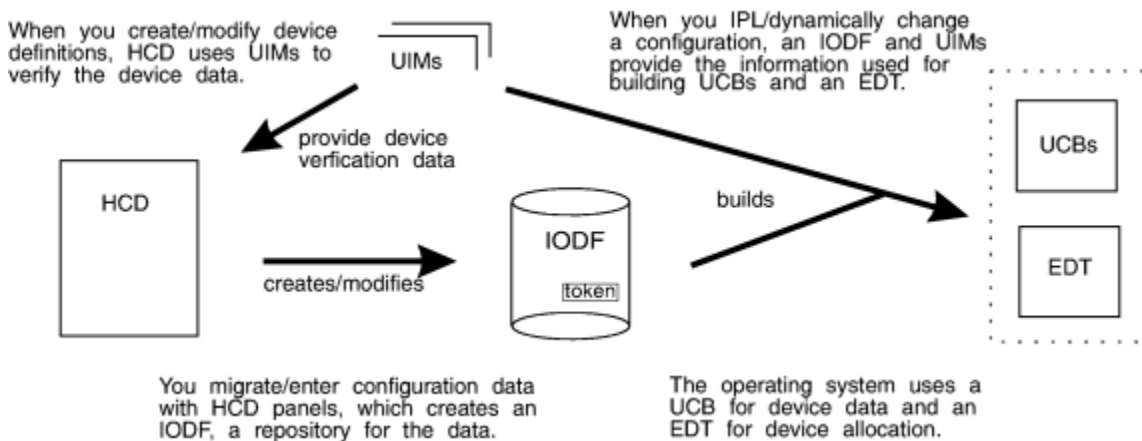 When you create/modify device
definitions, HCD uses UIMs to
verify the device data.
UIMs
When you IPL/dynamically change
a configuration, an IODF and UIMs
provide the information used for
building UCBs and an EDT.
provide device
verfication data
HCD
creates/modifies
IODF
token
builds
UCBs
EDT
You migrate/enter configuration data
with HCD panels, which creates an
IODF, a repository for the data.
The operating system uses a
UCB for device data and an
EDT for device allocation.